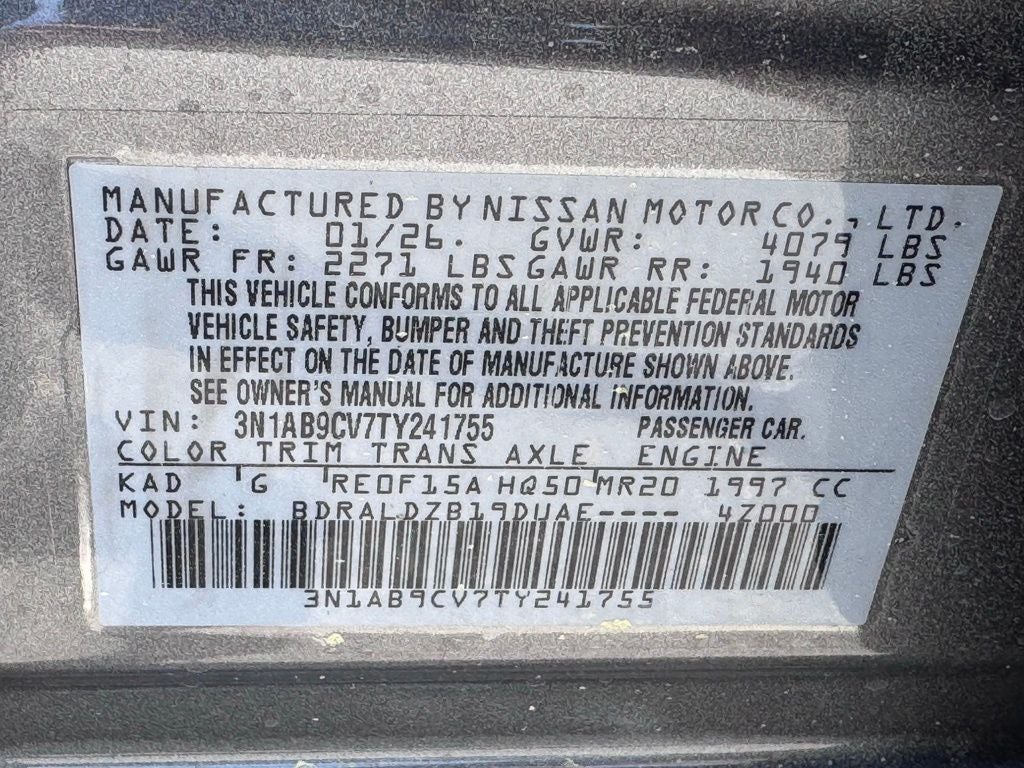 MANUFACTURED BY NISSAN MOTOR CO., LTD.
DATE: 01/26. GVWR: 4079 LBS
GAWR FR: 2271 LBS GAWR RR: 1940 LBS
THIS VEHICLE CONFORMS TO ALL APPLICABLE FEDERAL MOTOR
VEHICLE SAFETY, BUMPER AND THEFT PREVENTION STANDARDS
IN EFFECT ON THE DATE OF MANUFACTURE SHOWN ABOVE.
SEE OWNER'S MANUAL FOR ADDITIONAL INFORMATION.
VIN: 3N1AB9CV7TY241755 PASSENGER CAR.
COLOR TRIM TRANS AXLE ENGINE
KAD G RE0F15A HQ50 MR20 1997 CC
MODEL: BDRALDZB19DUAE---- 4Z000
3N1AB9CV7TY241755